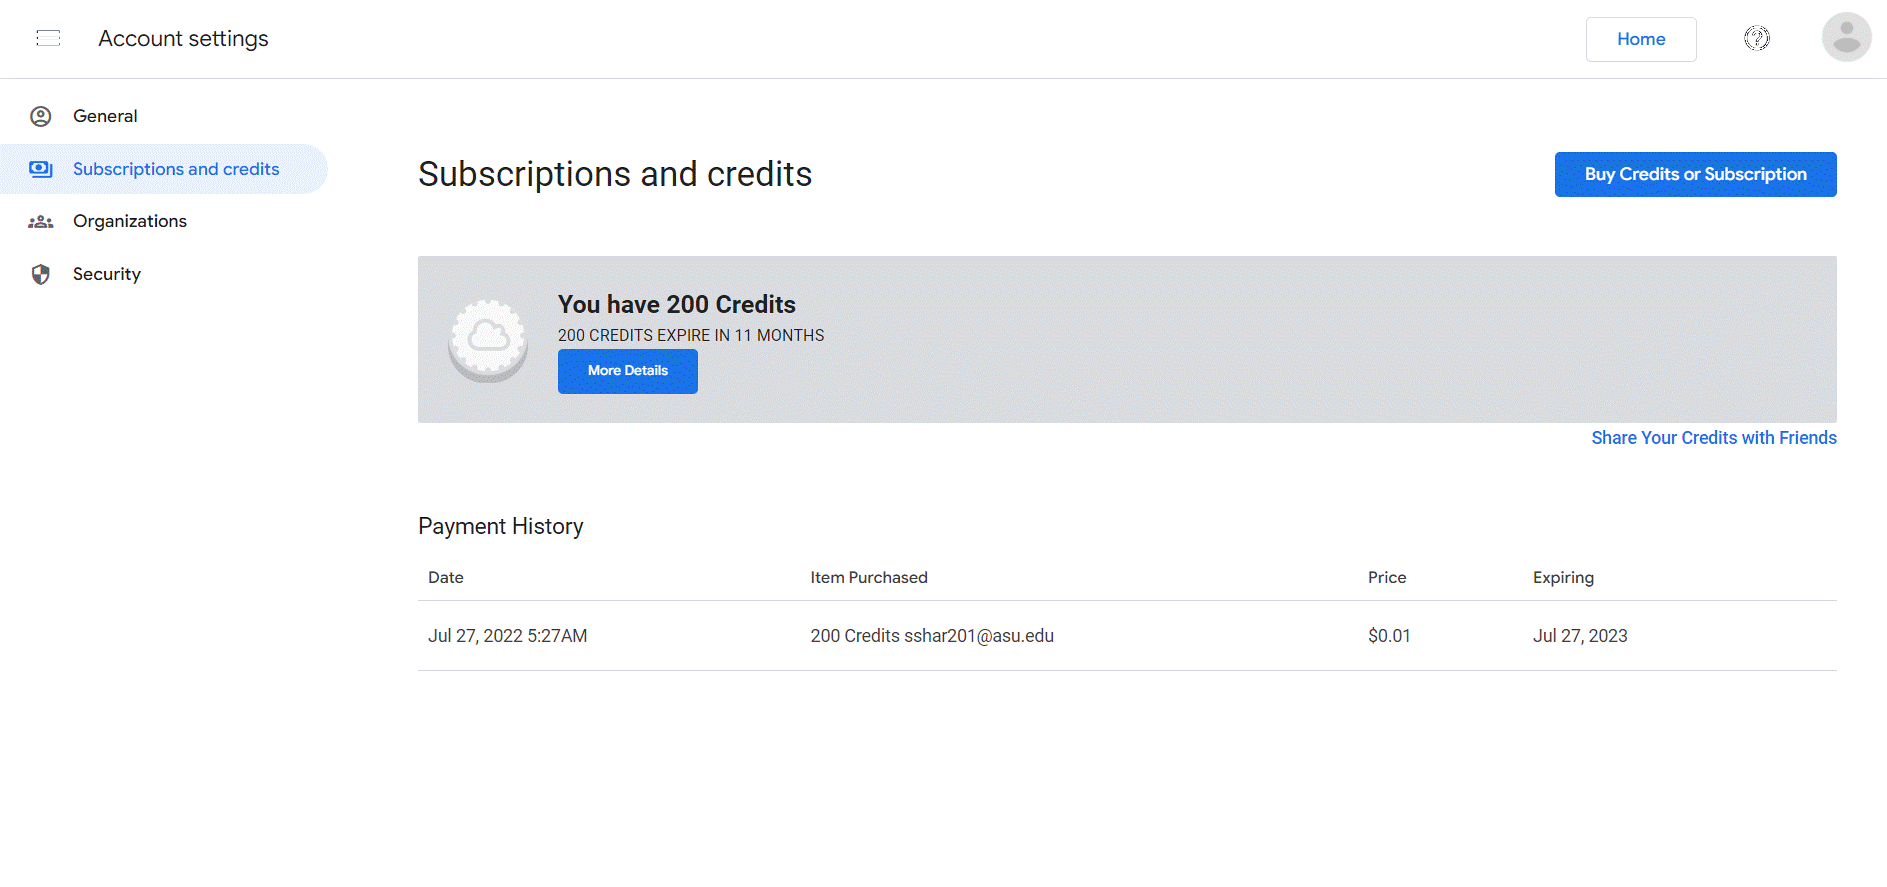 Account settings
Home
General
Subscriptions and credits
Organizations
Security
Subscriptions and credits
Buy Credits or Subscription
You have 200 Credits
200 CREDITS EXPIRE IN 11 MONTHS
More Details
Share Your Credits with Friends
Payment History
Date Item Purchased Price Expiring
Jul 27, 2022 5:27AM 200 Credits sshar201@asu.edu $0.01 Jul 27, 2023